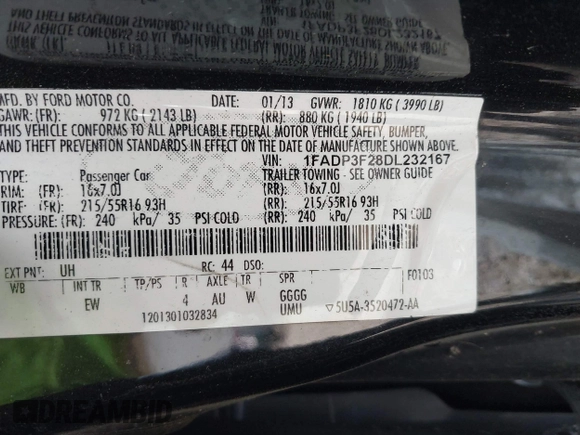 MFD. BY FORD MOTOR CO.
DATE: 01/13 GVWR: 1810 KG ( 3990 LB)
GAWR: (FR): 972 KG ( 2143 LB) (RR): 880 KG ( 1940 LB)
THIS VEHICLE CONFORMS TO ALL APPLICABLE FEDERAL MOTOR VEHICLE SAFETY, BUMPER,
AND THEFT PREVENTION STANDARDS IN EFFECT ON THE DATE OF MANUFACTURE SHOWN ABOVE.
VIN: 1FADP3F28DL232167
TYPE: Passenger Car TRAILER TOWING - SEE OWNER GUIDE
RIM: (FR) 16x7.0J (RR): 16x7.0J
TIRE: 215/55R16 93H (RR): 215/55R16 93H
PRESSURE: (FR) 240 kPa/ 35 PSI COLD (RR): 240 kPa/ 35 PSI COLD
EXT PNT: UH RC: 44 DSO:
F0103
WB INT TR TP/PS R AXLE TR SPR
EW 4 AU W GGGG
1201301032834 UMU ▽5U5A-3520472-AA
DREAMBID